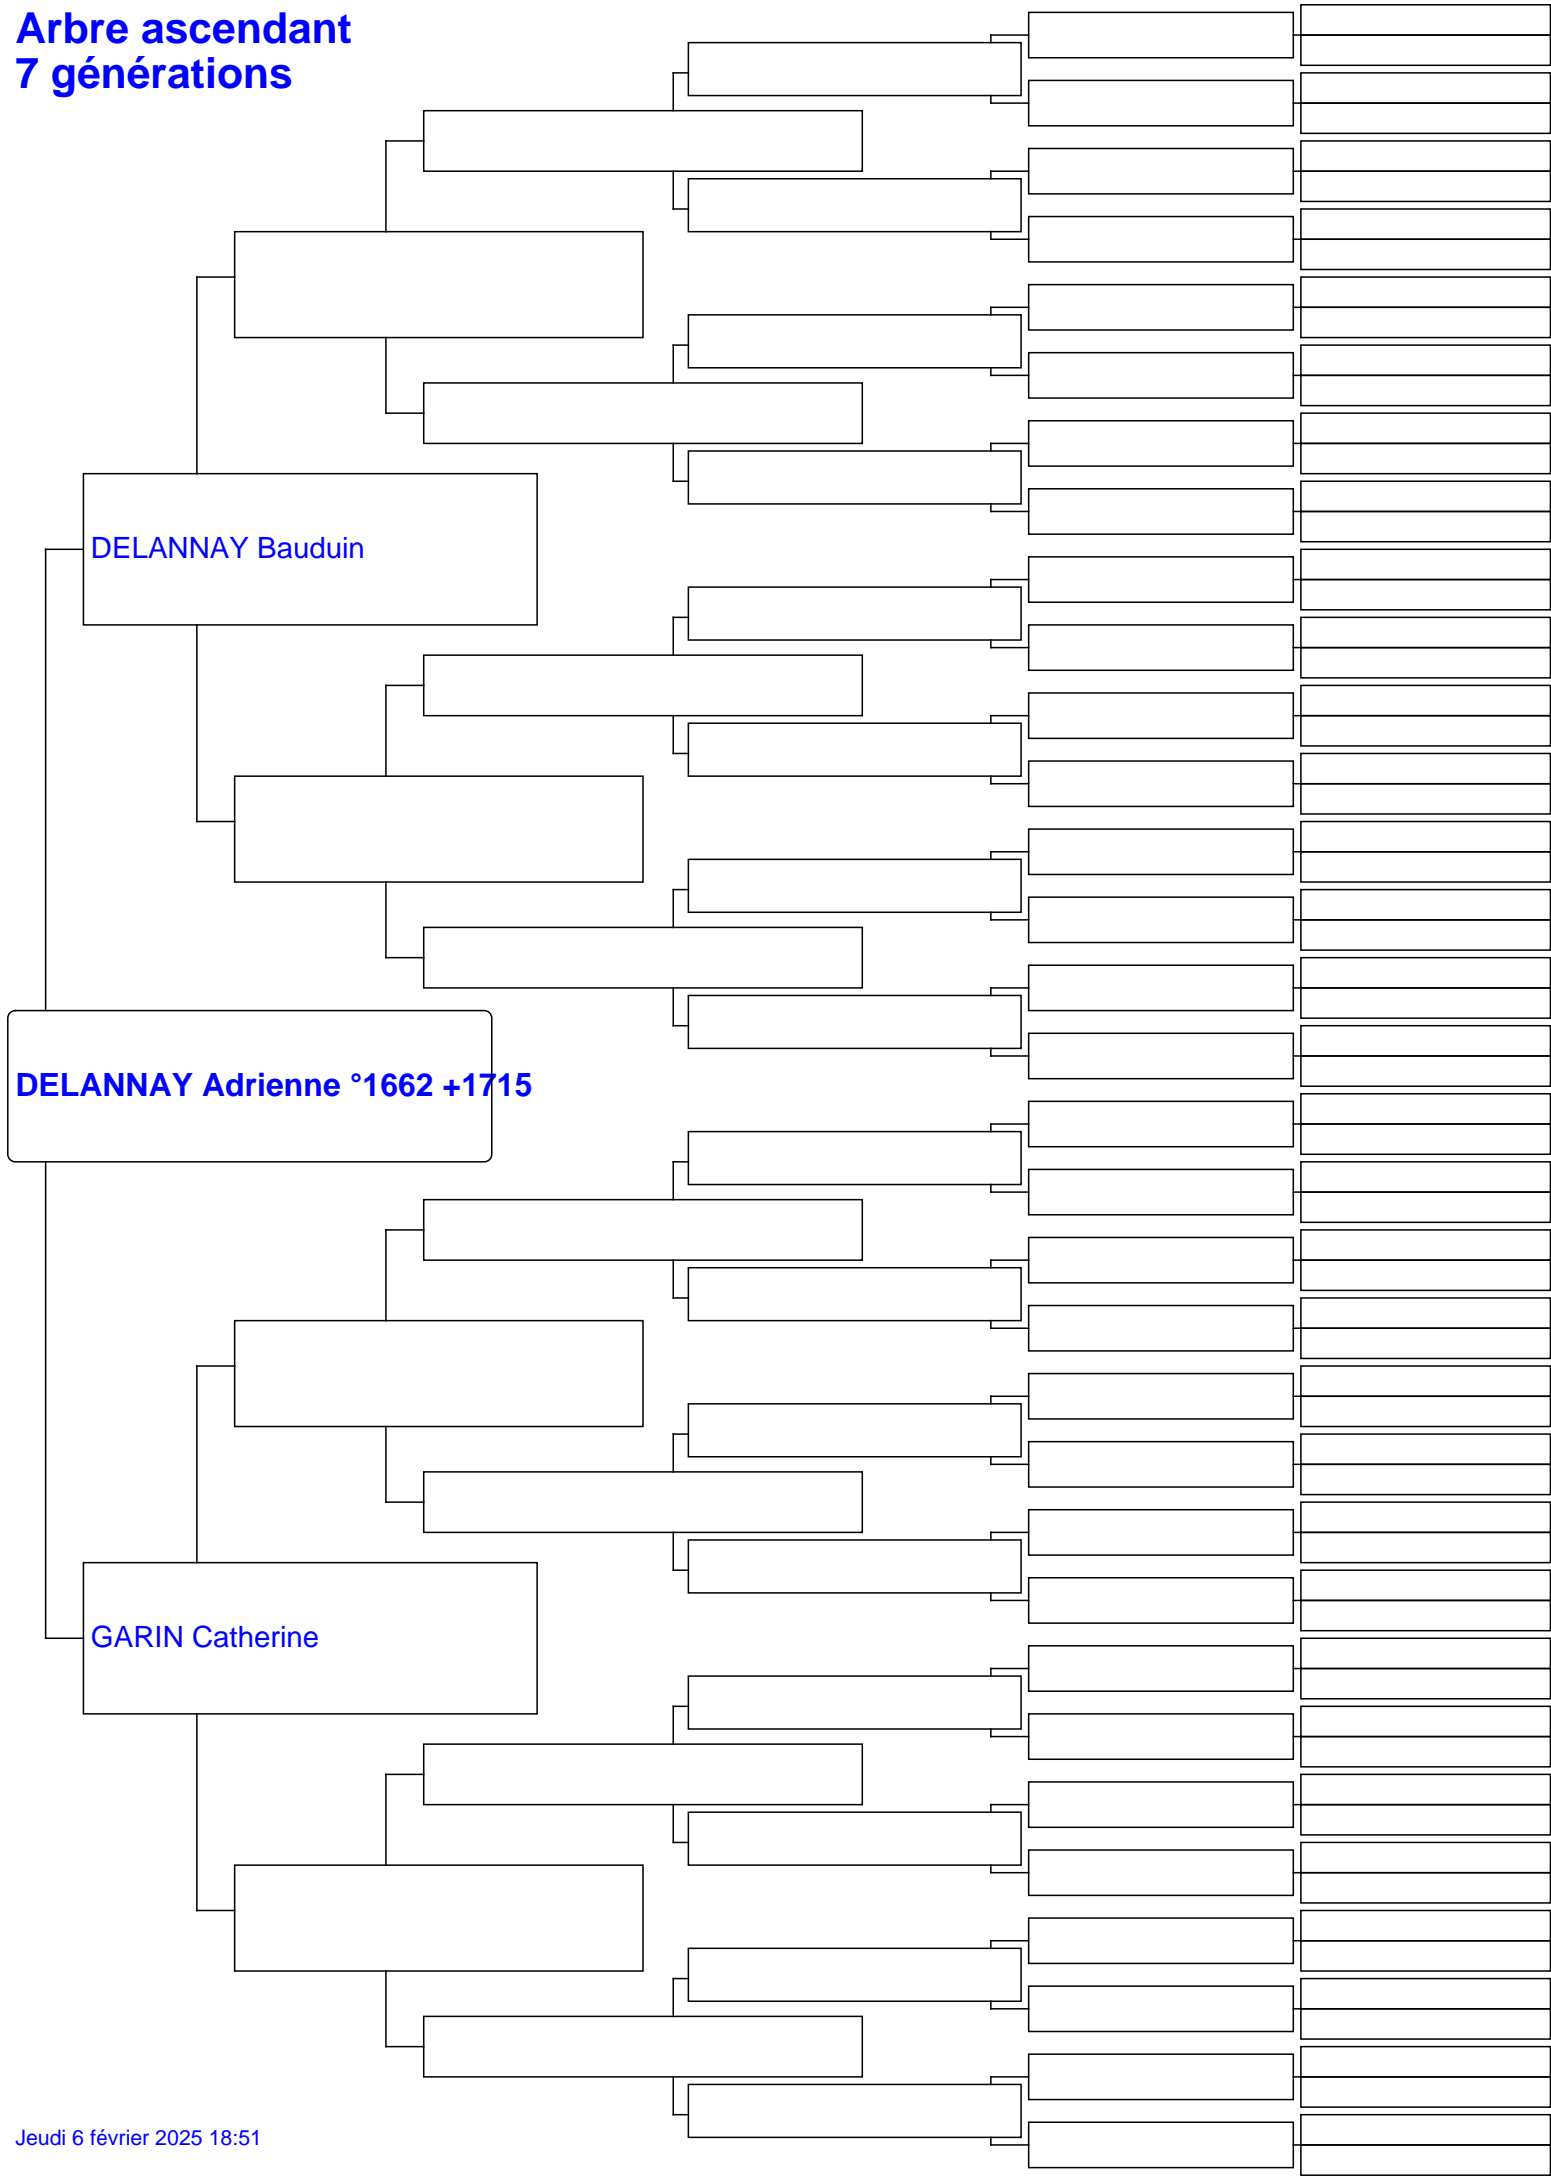 Arbre ascendant
7 générations
DELANNAY Bauduin
DELANNAY Adrienne °1662 +1715
GARIN Catherine
Jeudi 6 février 2025 18:51